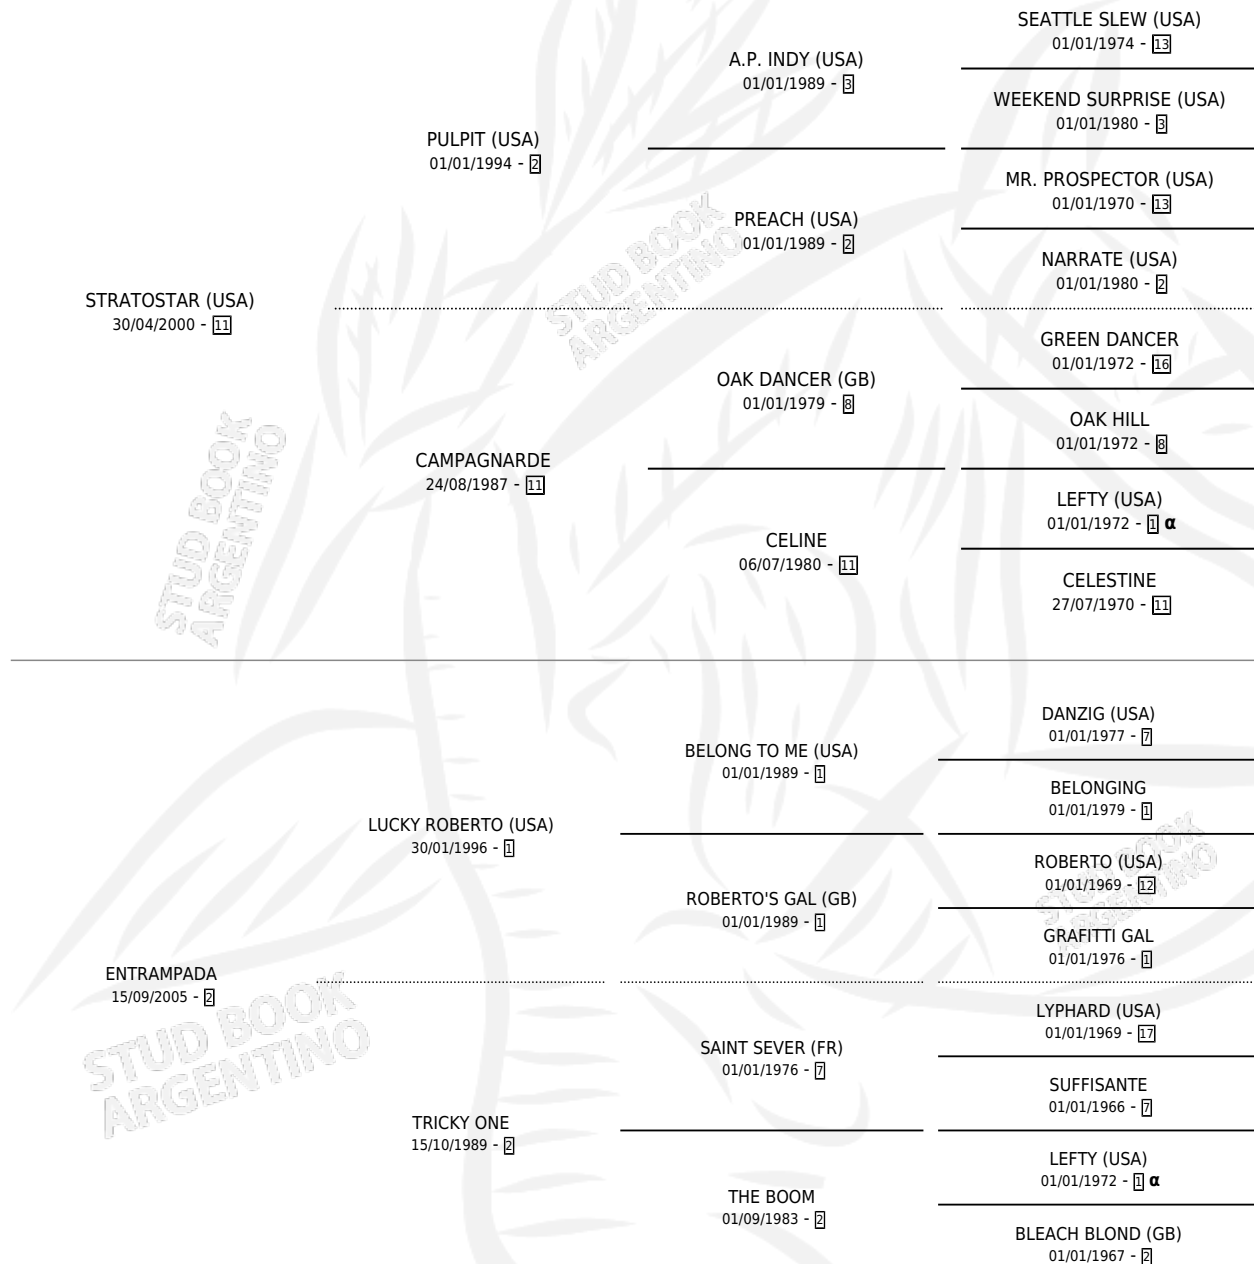 SEATTLE SLEW (USA)
01/01/1974 - 13
A.P. INDY (USA)
01/01/1989 - 3
WEEKEND SURPRISE (USA)
01/01/1980 - 3
PULPIT (USA)
01/01/1994 - 2
MR. PROSPECTOR (USA)
01/01/1970 - 13
PREACH (USA)
01/01/1989 - 2
NARRATE (USA)
01/01/1980 - 2
STUD BOOK
ARGENTINO
STRATOSTAR (USA)
30/04/2000 - 11
GREEN DANCER
01/01/1972 - 16
OAK DANCER (GB)
01/01/1979 - 8
OAK HILL
01/01/1972 - 8
CAMPAGNARDE
24/08/1987 - 11
LEFTY (USA)
01/01/1972 - 1 α
CELINE
06/07/1980 - 11
CELESTINE
27/07/1970 - 11
STUD BOOK
ARGENTINO
DANZIG (USA)
01/01/1977 - 7
BELONG TO ME (USA)
01/01/1989 - 1
BELONGING
01/01/1979 - 1
LUCKY ROBERTO (USA)
30/01/1996 - 1
ROBERTO (USA)
01/01/1969 - 12
ROBERTO'S GAL (GB)
01/01/1989 - 1
GRAFITTI GAL
01/01/1976 - 1
STUD BOOK
ARGENTINO
ENTRAMPADA
15/09/2005 - 2
LYPHARD (USA)
01/01/1969 - 17
SAINT SEVER (FR)
01/01/1976 - 7
SUFFISANTE
01/01/1966 - 7
TRICKY ONE
15/10/1989 - 2
LEFTY (USA)
01/01/1972 - 1 α
THE BOOM
01/09/1983 - 2
BLEACH BLOND (GB)
01/01/1967 - 2
STUD BOOK
ARGENTINO